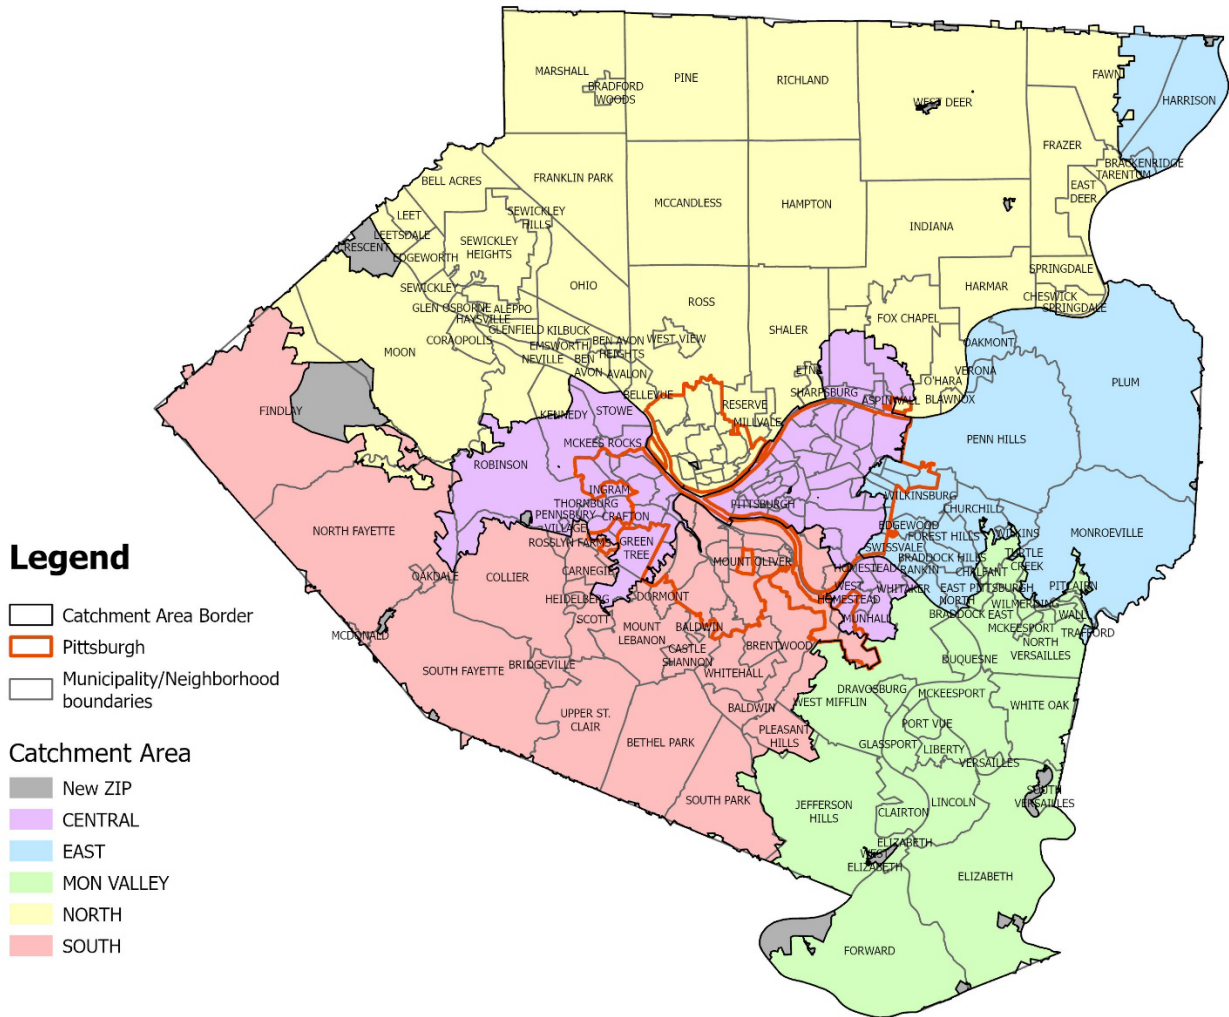 MARSHALL
BRADFORD
WOODS
PINE
RICHLAND
WEST DEER
FAWN
HARRISON
FRAZER
BRACKENRIDGE
TARENTUM
EAST
DEER
BELL ACRES
FRANKLIN PARK
MCCANDLESS
HAMPTON
INDIANA
LEET
LEETSDALE
SEWICKLEY
HILLS
CRESCENT
EDGEWORTH
SEWICKLEY
HEIGHTS
SEWICKLEY
OHIO
ROSS
SHALER
HARMAR
SPRINGDALE
CHESWICK
SPRINGDALE
GLEN OSBORNE
ALEPPO
HAYSVILLE
GLENFIELD
KILBUCK
FOX CHAPEL
MOON
CORAOPOLIS
EMSWORTH
NEVILLE
BEN AVON
HEIGHTS
WEST VIEW
BEN
AVON
AVALON
OAKMONT
VERONA
PLUM
ETNA
O'HARA
BLAWNOX
SHARPSBURG
ASPINWALL
BELLEVUE
RESERVE
MILLVALE
FINDLAY
KENNEDY
STOWE
MCKEES ROCKS
ROBINSON
PENN HILLS
INGRAM
THORNBURG
PENNSBURY
VILLAGE
CRAFTON
PITTSBURGH
WILKINSBURG
CHURCHILL
NORTH FAYETTE
ROSSLYN FARMS
GREEN
TREE
EDGEWOOD
FOREST HILLS
WILKINS
MONROEVILLE
SWISSVALE
BRADDOCK HILLS
TURTLE
CREEK
RANKIN
CHALFANT
OAKDALE
COLLIER
CARNEGIE
MOUNT OLIVER
HOMESTEAD
WEST
HOMESTEAD
WHITAKER
EAST PITTSBURGH
NORTH
BRADDOCK
PITCAIRN
WILMERDING
EAST
MCKEESPORT
WALL
TRAFFORD
HEIDELBERG
DORMONT
SCOTT
MUNHALL
MCDONALD
MOUNT
LEBANON
BALDWIN
CASTLE
SHANNON
BRENTWOOD
NORTH
VERSAILLES
DUQUESNE
SOUTH FAYETTE
BRIDGEVILLE
WHITEHALL
BALDWIN
WEST MIFFLIN
DRAVOSBURG
MCKEESPORT
WHITE OAK
UPPER ST.
CLAIR
BETHEL PARK
PLEASANT
HILLS
PORT VUE
GLASSPORT
LIBERTY
VERSAILLES
SOUTH PARK
JEFFERSON
HILLS
CLAIRTON
LINCOLN
SOUTH
VERSAILLES
ELIZABETH
WEST
ELIZABETH
ELIZABETH
FORWARD
Legend
Catchment Area Border
Pittsburgh
Municipality/Neighborhood
boundaries
Catchment Area
New ZIP
CENTRAL
EAST
MON VALLEY
NORTH
SOUTH